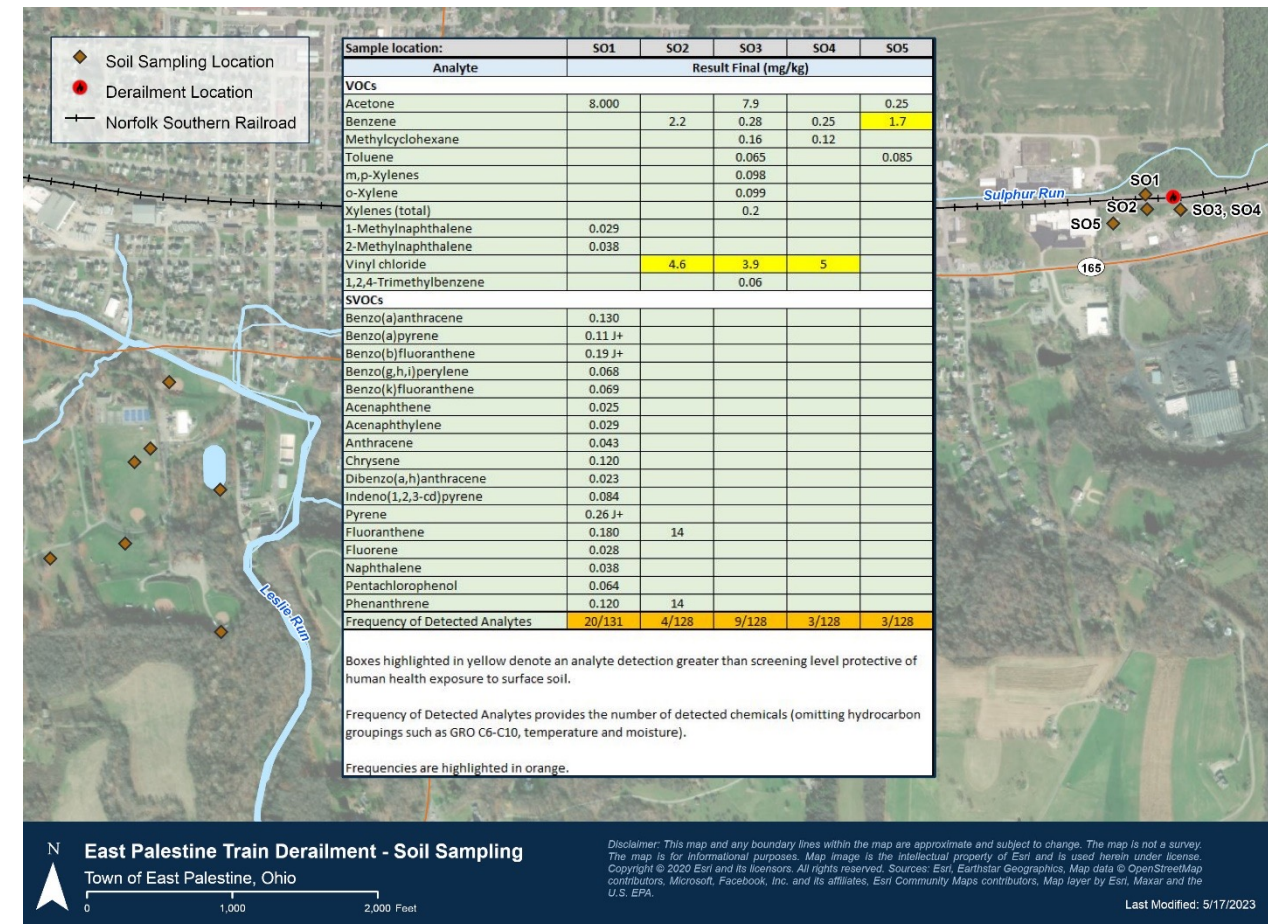 Soil Sampling Location
Derailment Location
Norfolk Southern Railroad
Sample location: SO1 SO2 SO3 SO4 SO5
Analyte Result Final (mg/kg)
VOCs
Acetone 8.000 7.9 0.25
Benzene 2.2 0.28 0.25 1.7
Methylcyclohexane 0.16 0.12
Toluene 0.065 0.085
m,p-Xylenes 0.098
o-Xylene 0.099
Xylenes (total) 0.2
1-Methylnaphthalene 0.029
2-Methylnaphthalene 0.038
Vinyl chloride 4.6 3.9 5
1,2,4-Trimethylbenzene 0.06
SVOCs
Benzo(a)anthracene 0.130
Benzo(a)pyrene 0.11 J+
Benzo(b)fluoranthene 0.19 J+
Benzo(g,h,i)perylene 0.068
Benzo(k)fluoranthene 0.069
Acenaphthene 0.025
Acenaphthylene 0.029
Anthracene 0.043
Chrysene 0.120
Dibenzo(a,h)anthracene 0.023
Indeno(1,2,3-cd)pyrene 0.084
Pyrene 0.26 J+
Fluoranthene 0.180 14
Fluorene 0.028
Naphthalene 0.038
Pentachlorophenol 0.064
Phenanthrene 0.120 14
Frequency of Detected Analytes 20/131 4/128 9/128 3/128 3/128
Boxes highlighted in yellow denote an analyte detection greater than screening level protective of
human health exposure to surface soil.
Frequency of Detected Analytes provides the number of detected chemicals (omitting hydrocarbon
groupings such as GRO C6-C10, temperature and moisture).
Frequencies are highlighted in orange.
Sulphur Run
SO1
SO2
SO3, SO4
SO5
165
Leslie Run
N
East Palestine Train Derailment - Soil Sampling
Town of East Palestine, Ohio
0 1,000 2,000 Feet
Disclaimer: This map and any boundary lines within the map are approximate and subject to change. The map is not a survey.
The map is for informational purposes. Map image is the intellectual property of Esri and is used herein under license.
Copyright © 2020 Esri and its licensors. All rights reserved. Sources: Esri, Earthstar Geographics, Map data © OpenStreetMap
contributors, Microsoft, Facebook, Inc. and its affiliates, Esri Community Maps contributors, Map layer by Esri, Maxar and the
U.S. EPA.
Last Modified: 5/17/2023